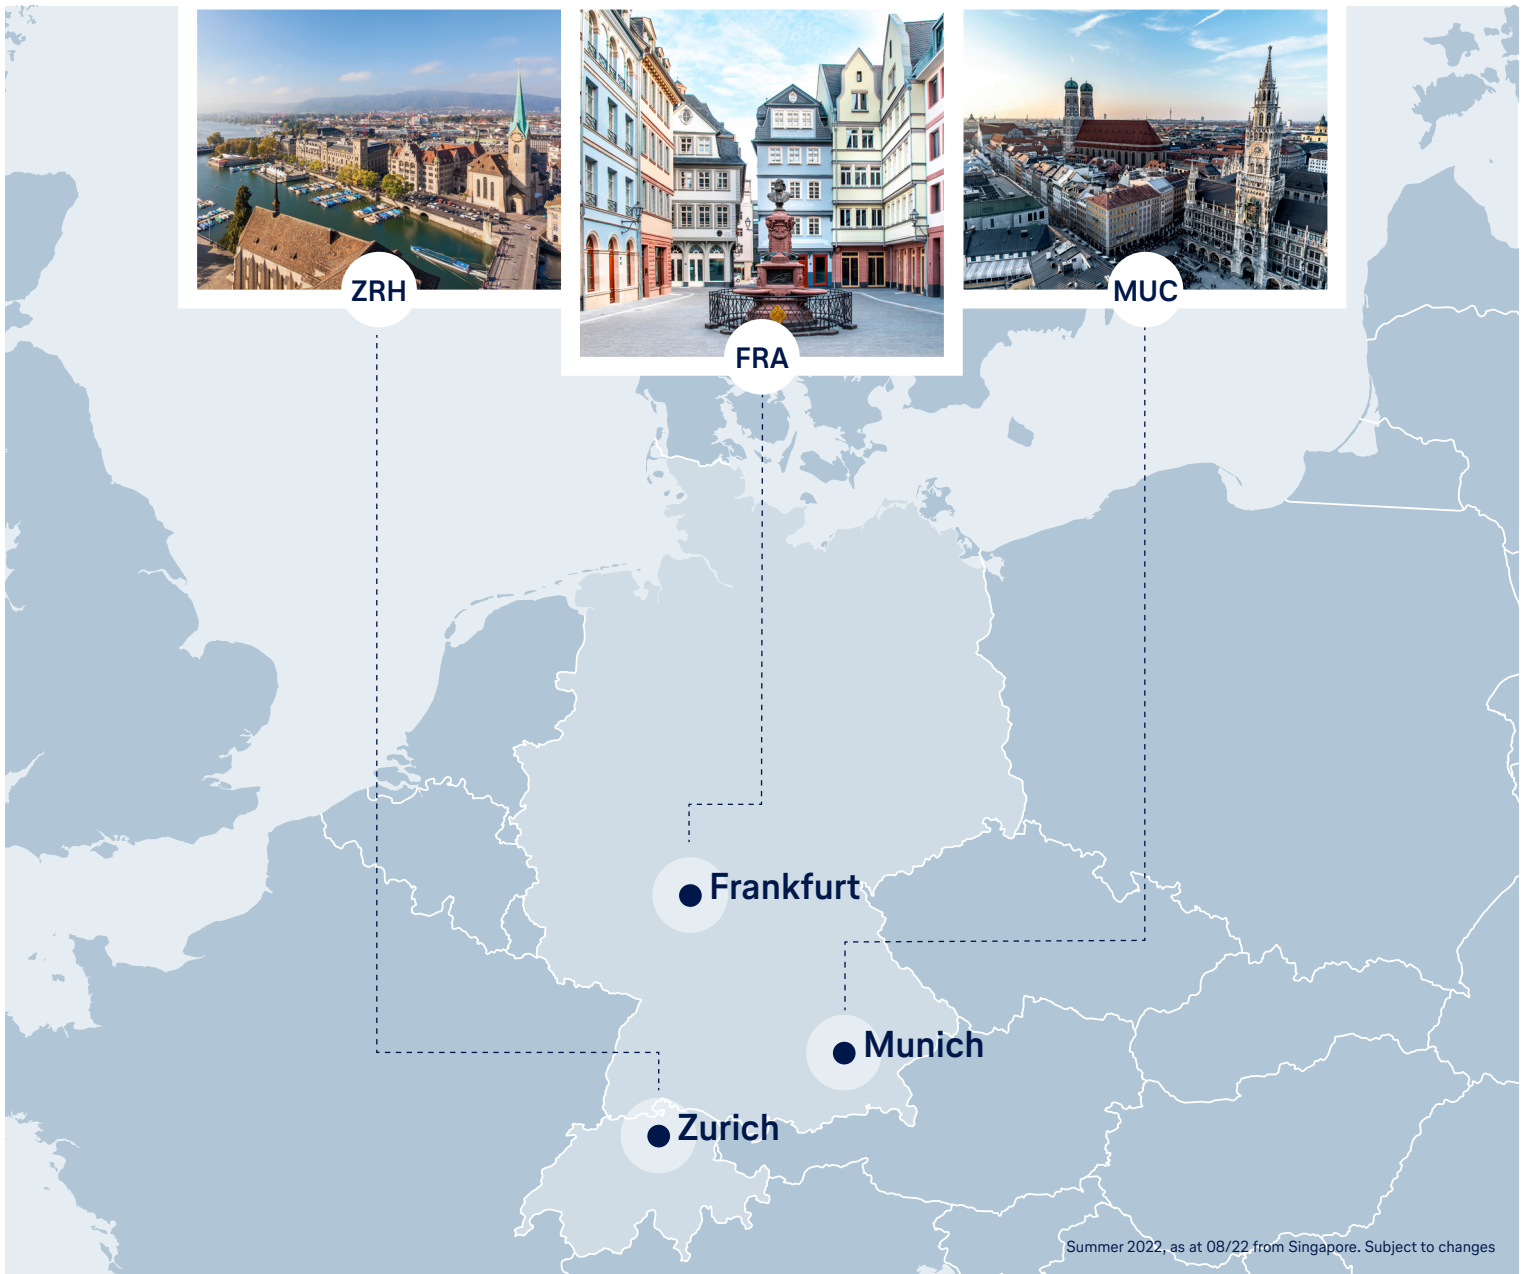 ZRH
FRA
MUC
Frankfurt
Munich
Zurich
Summer 2022, as at 08/22 from Singapore. Subject to changes